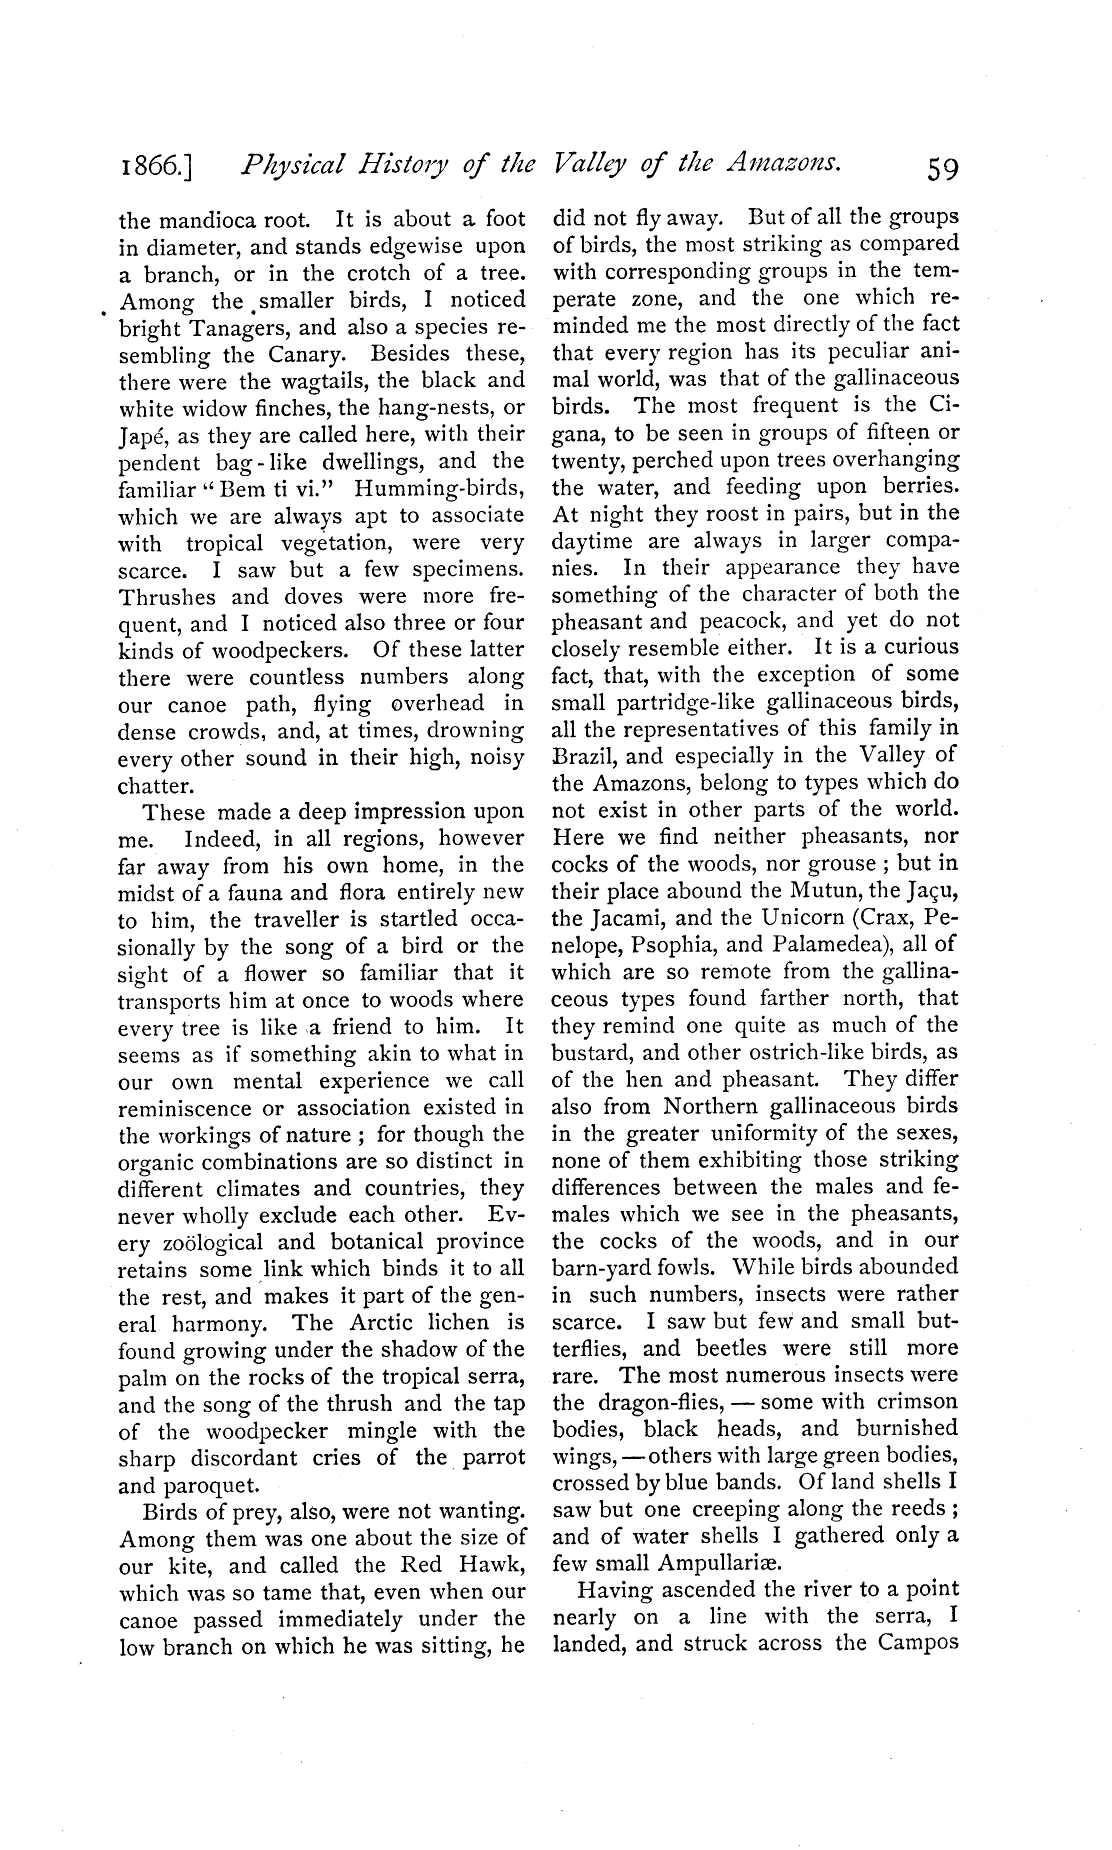 1866.] Physical History of the Valley of the Amazons. 59
the mandioca root. It is about a foot
in diameter, and stands edgewise upon
a branch, or in the crotch of a tree.
Among the smaller birds, I noticed
bright Tanagers, and also a species re-
sembling the Canary. Besides these,
there were the wagtails, the black and
white widow finches, the hang-nests, or
Japé, as they are called here, with their
pendent bag-like dwellings, and the
familiar “Bem ti vi.” Humming-birds,
which we are always apt to associate
with tropical vegetation, were very
scarce. I saw but a few specimens.
Thrushes and doves were more fre-
quent, and I noticed also three or four
kinds of woodpeckers. Of these latter
there were countless numbers along
our canoe path, flying overhead in
dense crowds, and, at times, drowning
every other sound in their high, noisy
chatter.
These made a deep impression upon
me. Indeed, in all regions, however
far away from his own home, in the
midst of a fauna and flora entirely new
to him, the traveller is startled occa-
sionally by the song of a bird or the
sight of a flower so familiar that it
transports him at once to woods where
every tree is like a friend to him. It
seems as if something akin to what in
our own mental experience we call
reminiscence or association existed in
the workings of nature; for though the
organic combinations are so distinct in
different climates and countries, they
never wholly exclude each other. Ev-
ery zoölogical and botanical province
retains some link which binds it to all
the rest, and makes it part of the gen-
eral harmony. The Arctic lichen is
found growing under the shadow of the
palm on the rocks of the tropical serra,
and the song of the thrush and the tap
of the woodpecker mingle with the
sharp discordant cries of the parrot
and paroquet.
Birds of prey, also, were not wanting.
Among them was one about the size of
our kite, and called the Red Hawk,
which was so tame that, even when our
canoe passed immediately under the
low branch on which he was sitting, he
did not fly away. But of all the groups
of birds, the most striking as compared
with corresponding groups in the tem-
perate zone, and the one which re-
minded me the most directly of the fact
that every region has its peculiar ani-
mal world, was that of the gallinaceous
birds. The most frequent is the Ci-
gana, to be seen in groups of fifteen or
twenty, perched upon trees overhanging
the water, and feeding upon berries.
At night they roost in pairs, but in the
daytime are always in larger compa-
nies. In their appearance they have
something of the character of both the
pheasant and peacock, and yet do not
closely resemble either. It is a curious
fact, that, with the exception of some
small partridge-like gallinaceous birds,
all the representatives of this family in
Brazil, and especially in the Valley of
the Amazons, belong to types which do
not exist in other parts of the world.
Here we find neither pheasants, nor
cocks of the woods, nor grouse; but in
their place abound the Mutun, the Jaçu,
the Jacami, and the Unicorn (Crax, Pe-
nelope, Psophia, and Palamedea), all of
which are so remote from the gallina-
ceous types found farther north, that
they remind one quite as much of the
bustard, and other ostrich-like birds, as
of the hen and pheasant. They differ
also from Northern gallinaceous birds
in the greater uniformity of the sexes,
none of them exhibiting those striking
differences between the males and fe-
males which we see in the pheasants,
the cocks of the woods, and in our
barn-yard fowls. While birds abounded
in such numbers, insects were rather
scarce. I saw but few and small but-
terflies, and beetles were still more
rare. The most numerous insects were
the dragon-flies, — some with crimson
bodies, black heads, and burnished
wings, — others with large green bodies,
crossed by blue bands. Of land shells I
saw but one creeping along the reeds;
and of water shells I gathered only a
few small Ampullariæ.
Having ascended the river to a point
nearly on a line with the serra, I
landed, and struck across the Campos